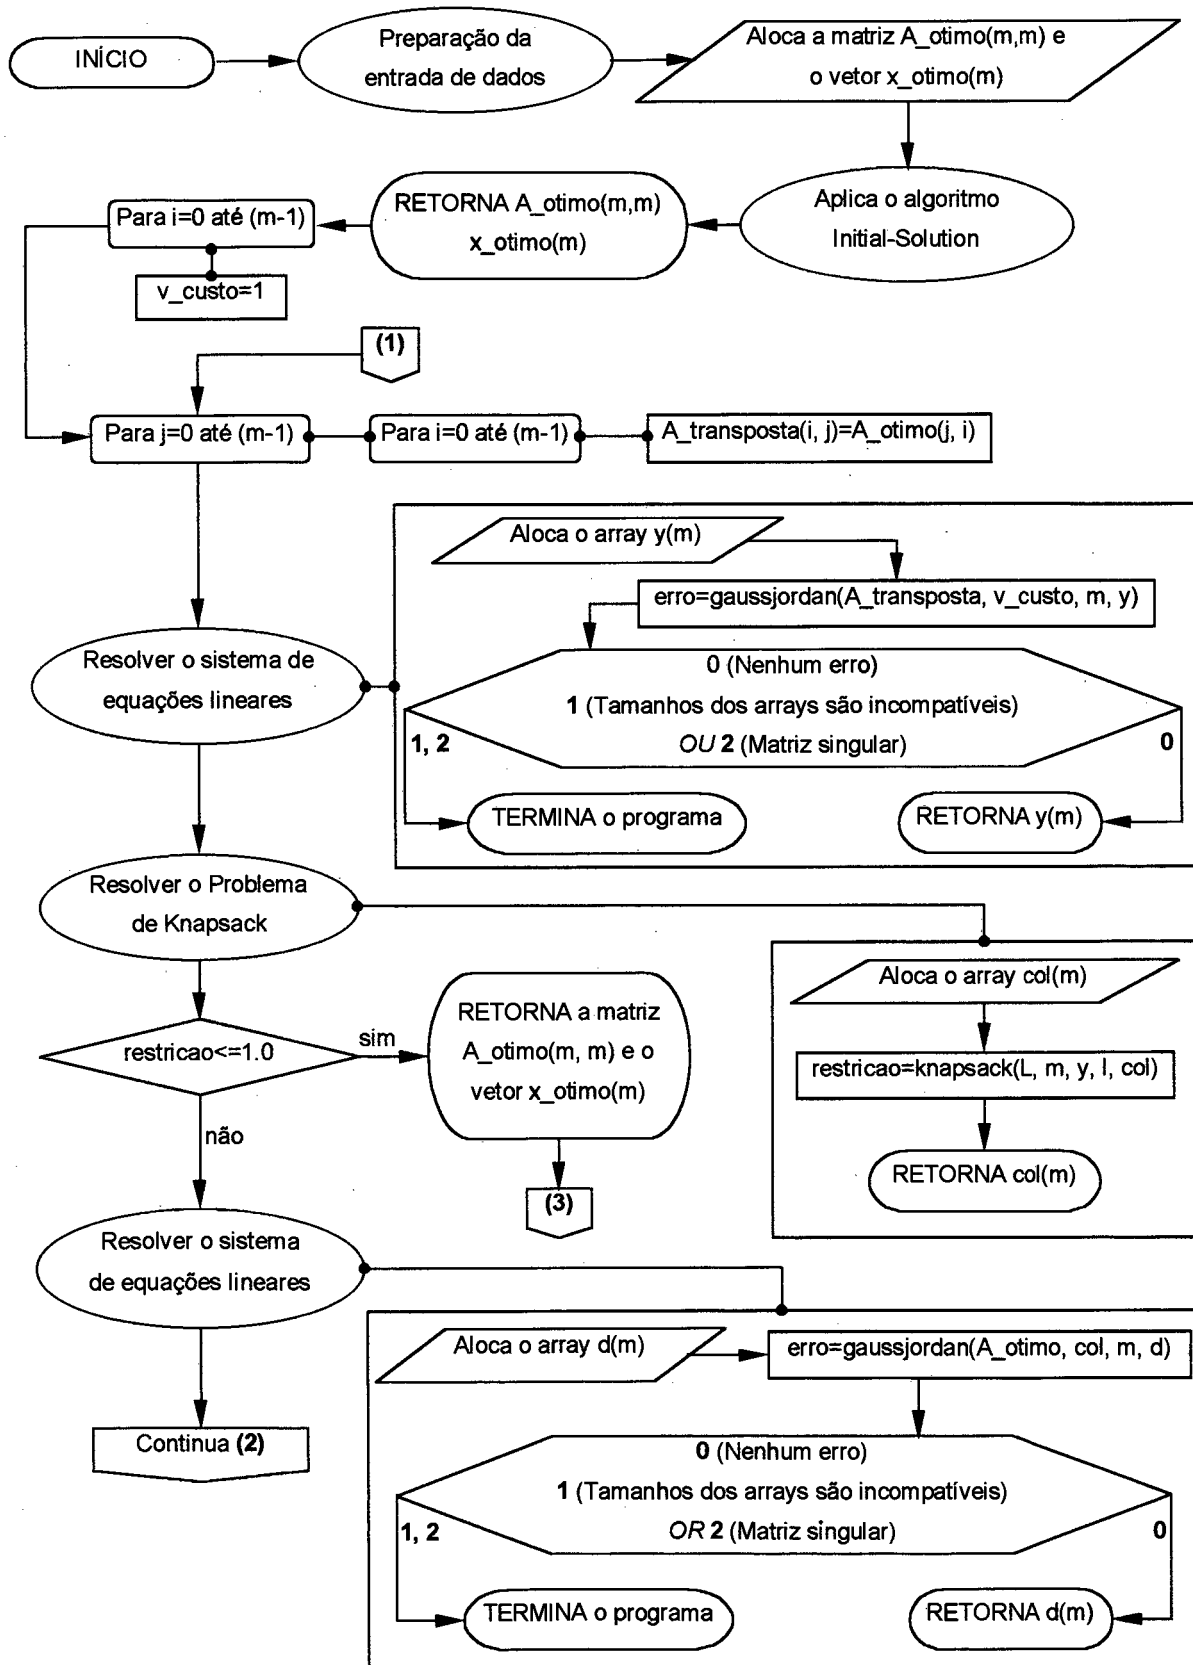 INÍCIO
Preparação da
entrada de dados
Aloca a matriz A_otimo(m,m) e
o vetor x_otimo(m)
Aplica o algoritmo
Initial-Solution
RETORNA A_otimo(m,m)
x_otimo(m)
Para i=0 até (m-1)
v_custo=1
(1)
Para j=0 até (m-1)
Para i=0 até (m-1)
A_transposta(i, j)=A_otimo(j, i)
Resolver o sistema de
equações lineares
Aloca o array y(m)
erro=gaussjordan(A_transposta, v_custo, m, y)
0 (Nenhum erro)
1 (Tamanhos dos arrays são incompatíveis)
OU 2 (Matriz singular)
1, 2
0
TERMINA o programa
RETORNA y(m)
Resolver o Problema
de Knapsack
Aloca o array col(m)
restricao=knapsack(L, m, y, l, col)
RETORNA col(m)
restricao<=1.0
sim
não
RETORNA a matriz
A_otimo(m, m) e o
vetor x_otimo(m)
(3)
Resolver o sistema
de equações lineares
Aloca o array d(m)
erro=gaussjordan(A_otimo, col, m, d)
0 (Nenhum erro)
1 (Tamanhos dos arrays são incompatíveis)
OR 2 (Matriz singular)
1, 2
0
TERMINA o programa
RETORNA d(m)
Continua (2)